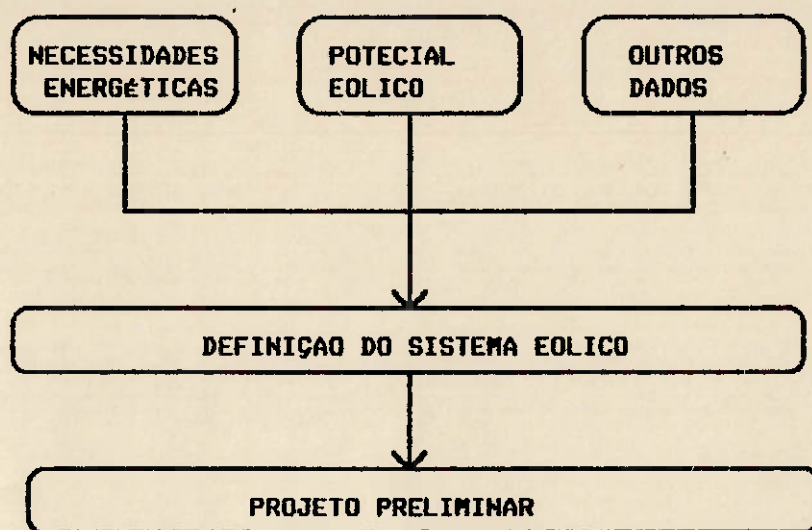 NECESSIDADES
ENERGÉTICAS
POTECIAL
EOLICO
OUTROS
DADOS
DEFINIÇAO DO SISTEMA EOLICO
PROJETO PRELIMINAR